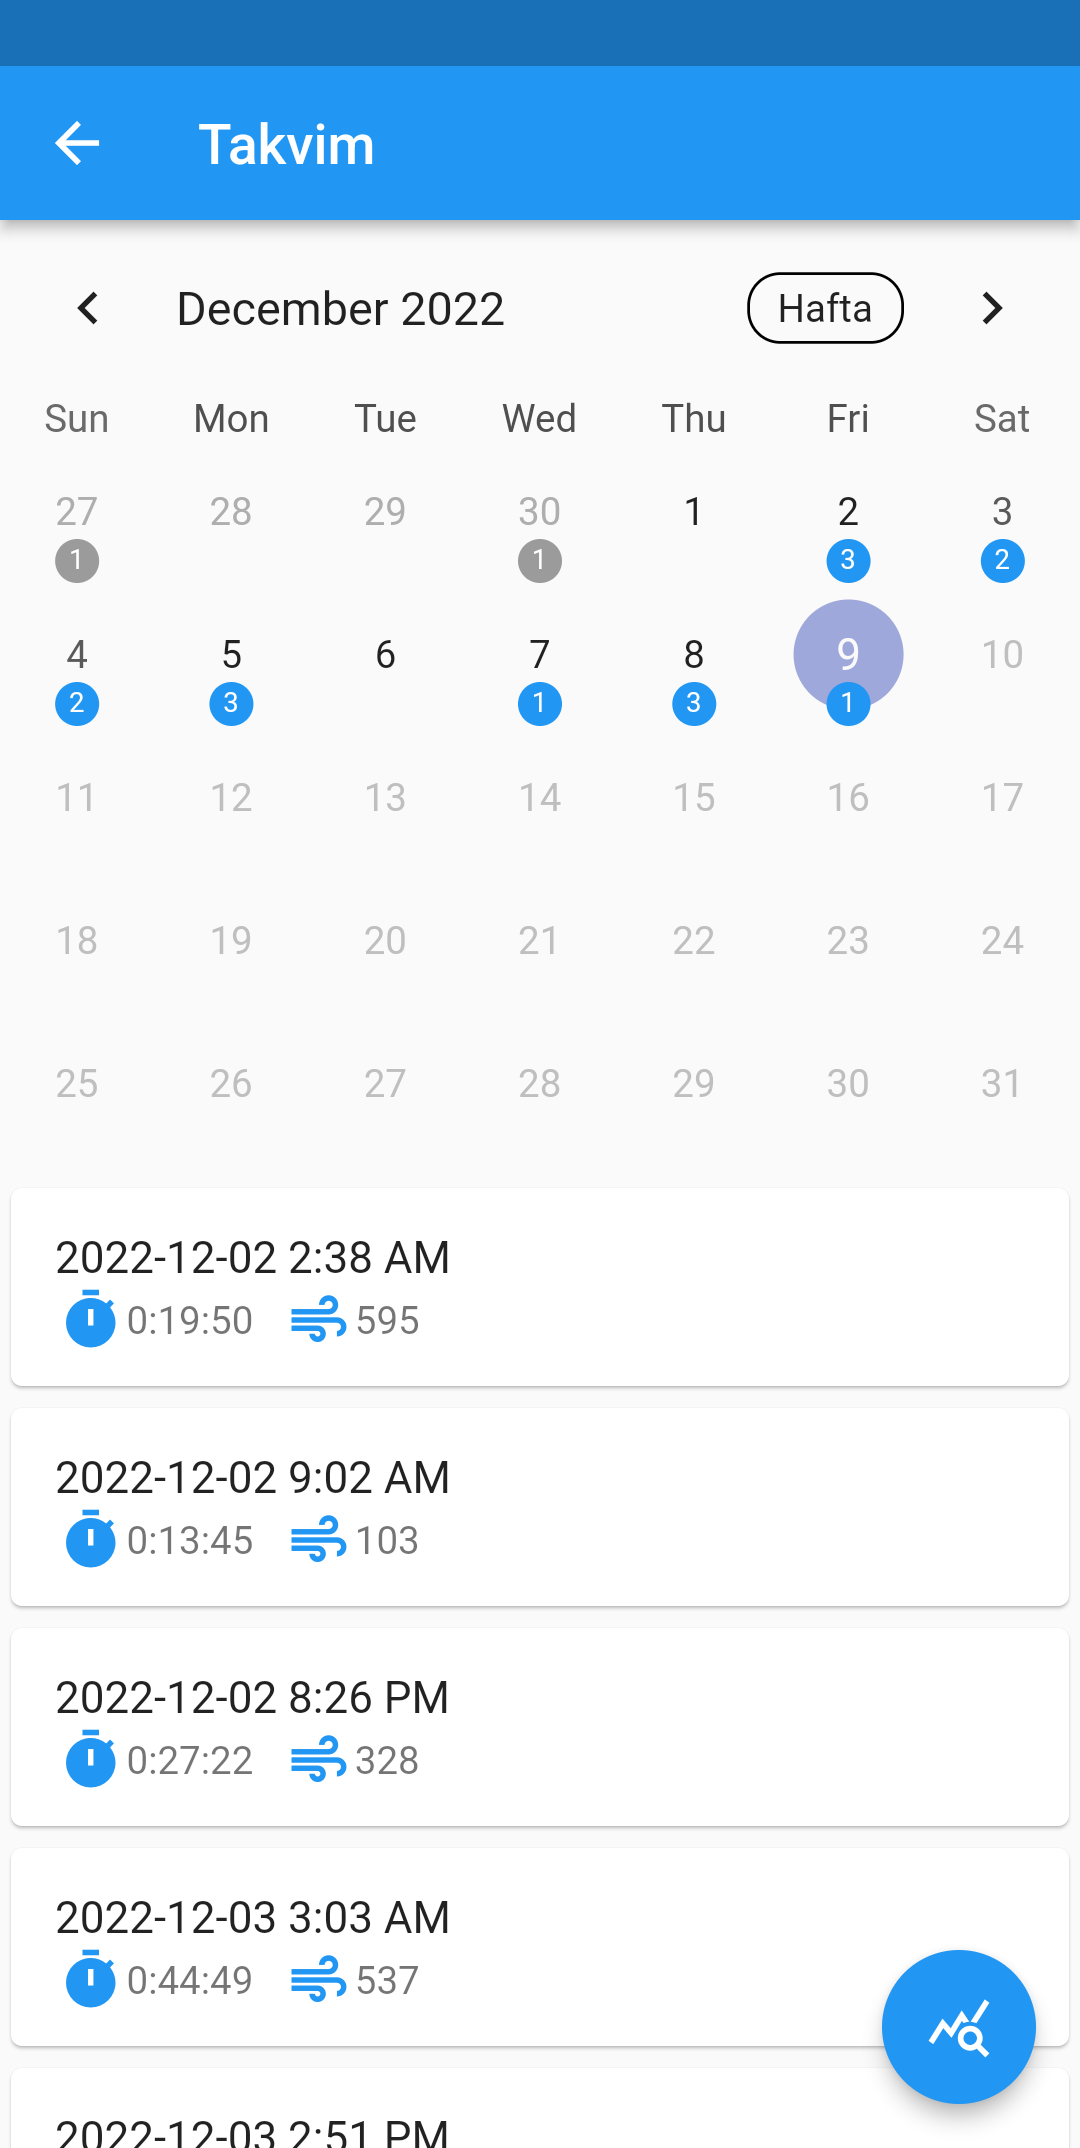 Takvim
December 2022 Hafta
Sun Mon Tue Wed Thu Fri Sat
27 28 29 30 1 2 3
1 1 3 2
4 5 6 7 8 9 10
2 3 1 3 1
11 12 13 14 15 16 17
18 19 20 21 22 23 24
25 26 27 28 29 30 31
2022-12-02 2:38 AM
0:19:50 595
2022-12-02 9:02 AM
0:13:45 103
2022-12-02 8:26 PM
0:27:22 328
2022-12-03 3:03 AM
0:44:49 537
2022-12-03 2:51 PM